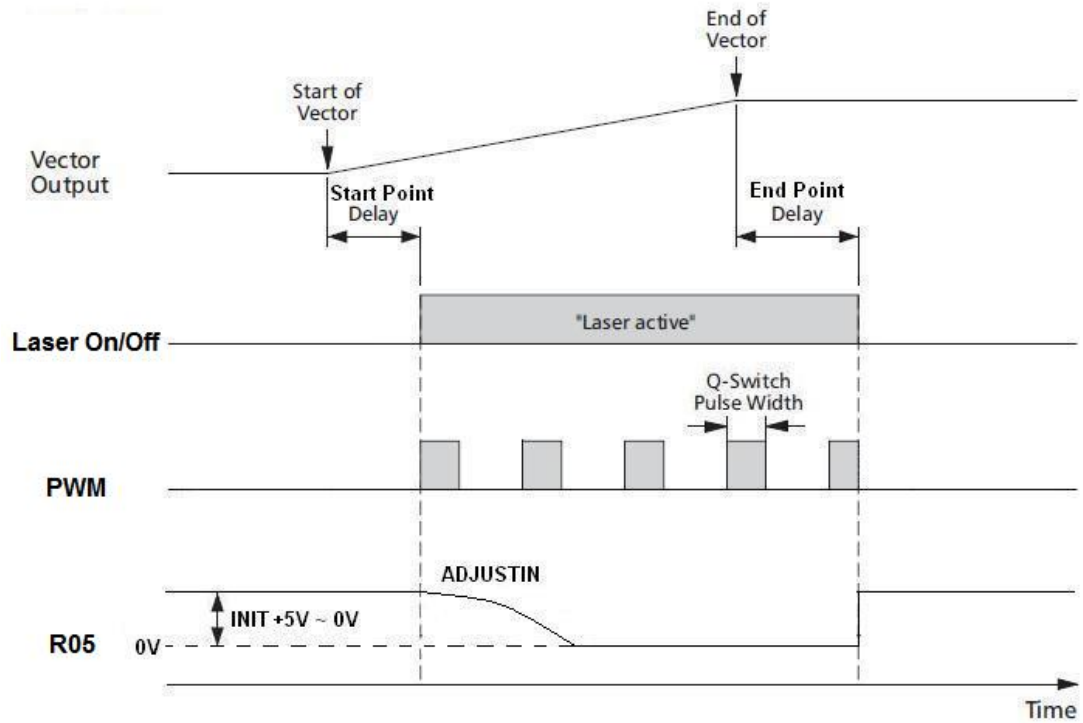 End of
Vector
Start of
Vector
Vector
Output
Start Point
Delay
End Point
Delay
"Laser active"
Laser On/Off
Q-Switch
Pulse Width
PWM
ADJUSTIN
INIT +5V ~ 0V
R05
0V
Time